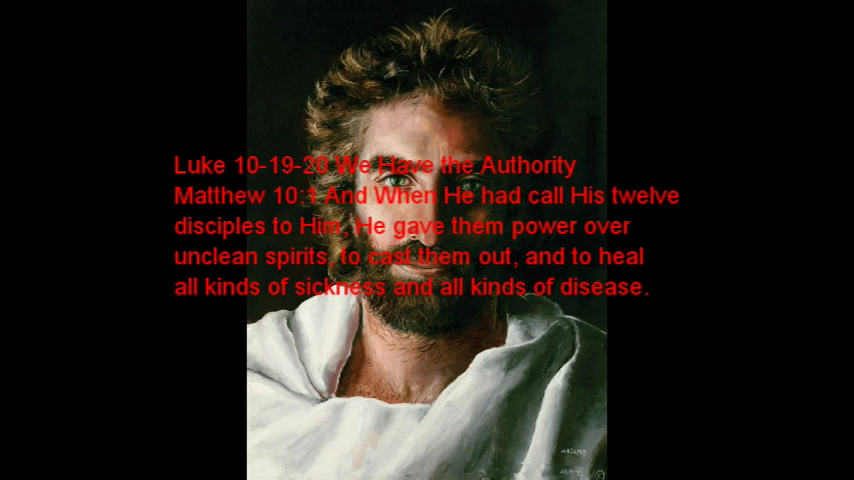 Luke 10-19-20 We Have the Authority
Matthew 10:1 And When He had call His twelve
disciples to Him, He gave them power over
unclean spirits, to cast them out, and to heal
all kinds of sickness and all kinds of disease.